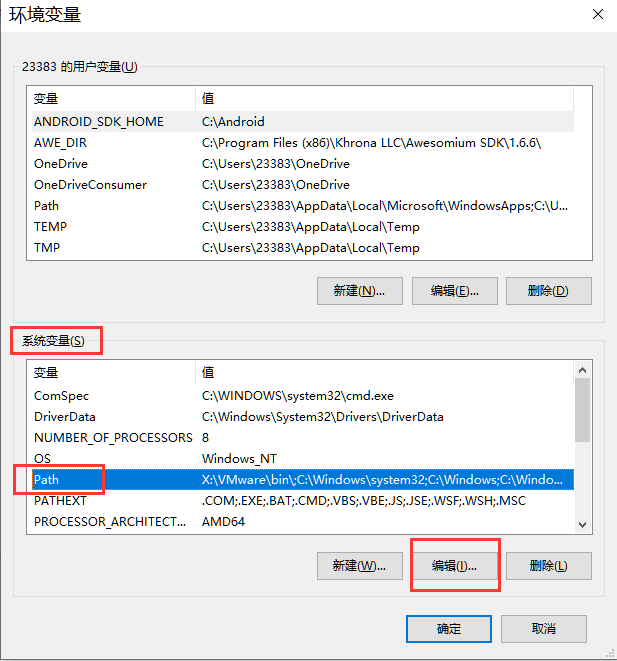 环境变量
23383 的用户变量(U)
变量 值
ANDROID_SDK_HOME C:\Android
AWE_DIR C:\Program Files (x86)\Khrona LLC\Awesomium SDK\1.6.6\
OneDrive C:\Users\23383\OneDrive
OneDriveConsumer C:\Users\23383\OneDrive
Path C:\Users\23383\AppData\Local\Microsoft\WindowsApps;C:\U...
TEMP C:\Users\23383\AppData\Local\Temp
TMP C:\Users\23383\AppData\Local\Temp
新建(N)... 编辑(E)... 删除(D)
系统变量(S)
变量 值
ComSpec C:\WINDOWS\system32\cmd.exe
DriverData C:\Windows\System32\Drivers\DriverData
NUMBER_OF_PROCESSORS 8
OS Windows_NT
Path X:\VMware\bin\;C:\Windows\system32;C:\Windows;C:\Windo...
PATHEXT .COM;.EXE;.BAT;.CMD;.VBS;.VBE;.JS;.JSE;.WSF;.WSH;.MSC
PROCESSOR_ARCHITECT... AMD64
新建(W)... 编辑(I)... 删除(L)
确定 取消